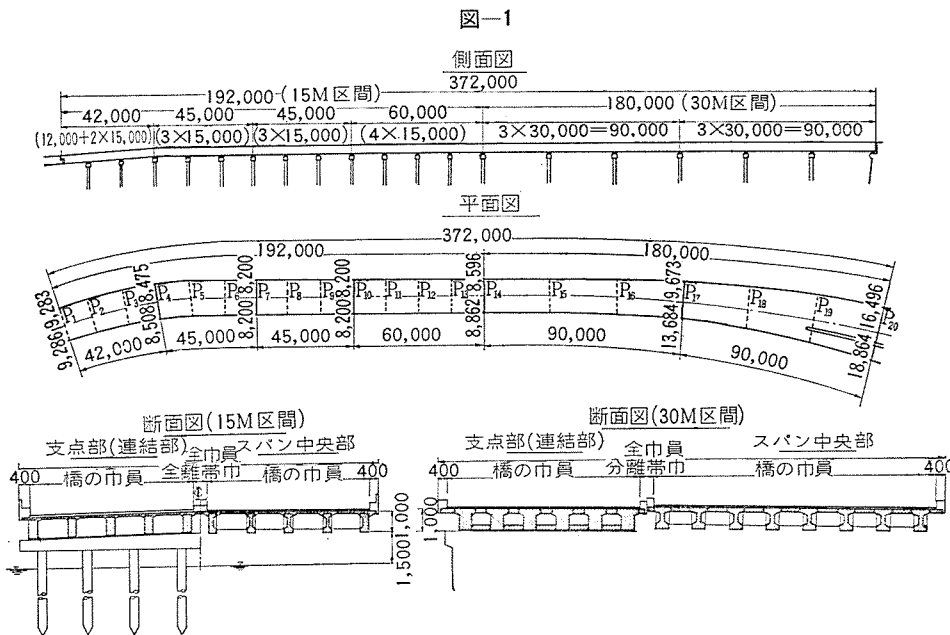 図—1
側面図
372,000
192,000 (15M区間)
180,000 (30M区間)
42,000 45,000 45,000 60,000
(12,000+2×15,000) (3×15,000) (3×15,000) (4×15,000) 3×30,000=90,000 3×30,000=90,000
平面図
372,000
192,000 180,000
9,286 9,283 8,508 8,475 8,200 8,200 8,200 8,200 8,862 8,596 13,684 9,673 18,864 16,496
P1 P2 P3 P4 P5 P6 P7 P8 P9 P10 P11 P12 P13 P14 P15 P16 P17 P18 P19 P20
42,000 45,000 45,000 60,000 90,000 90,000
断面図(15M区間)
支点部(連結部) 全巾員 スパン中央部
400 橋の巾員 全離帯巾 橋の巾員 400
1,500 1,000
断面図(30M区間)
支点部(連結部) 全巾員 スパン中央部
400 橋の巾員 分離帯巾 橋の巾員 400
1,000